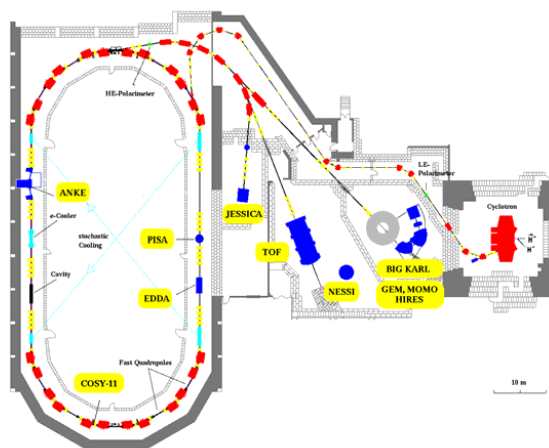 HE-Polarimeter
LE-
Polarimeter
ANKE
JESSICA
Cyclotron
e-Cooler
stochastic
Cooling
PISA
TOF
BIG KARL
Cavity
EDDA
NESSI
GEM, MOMO
HIRES
Fast Quadrupoles
COSY-11
10 m